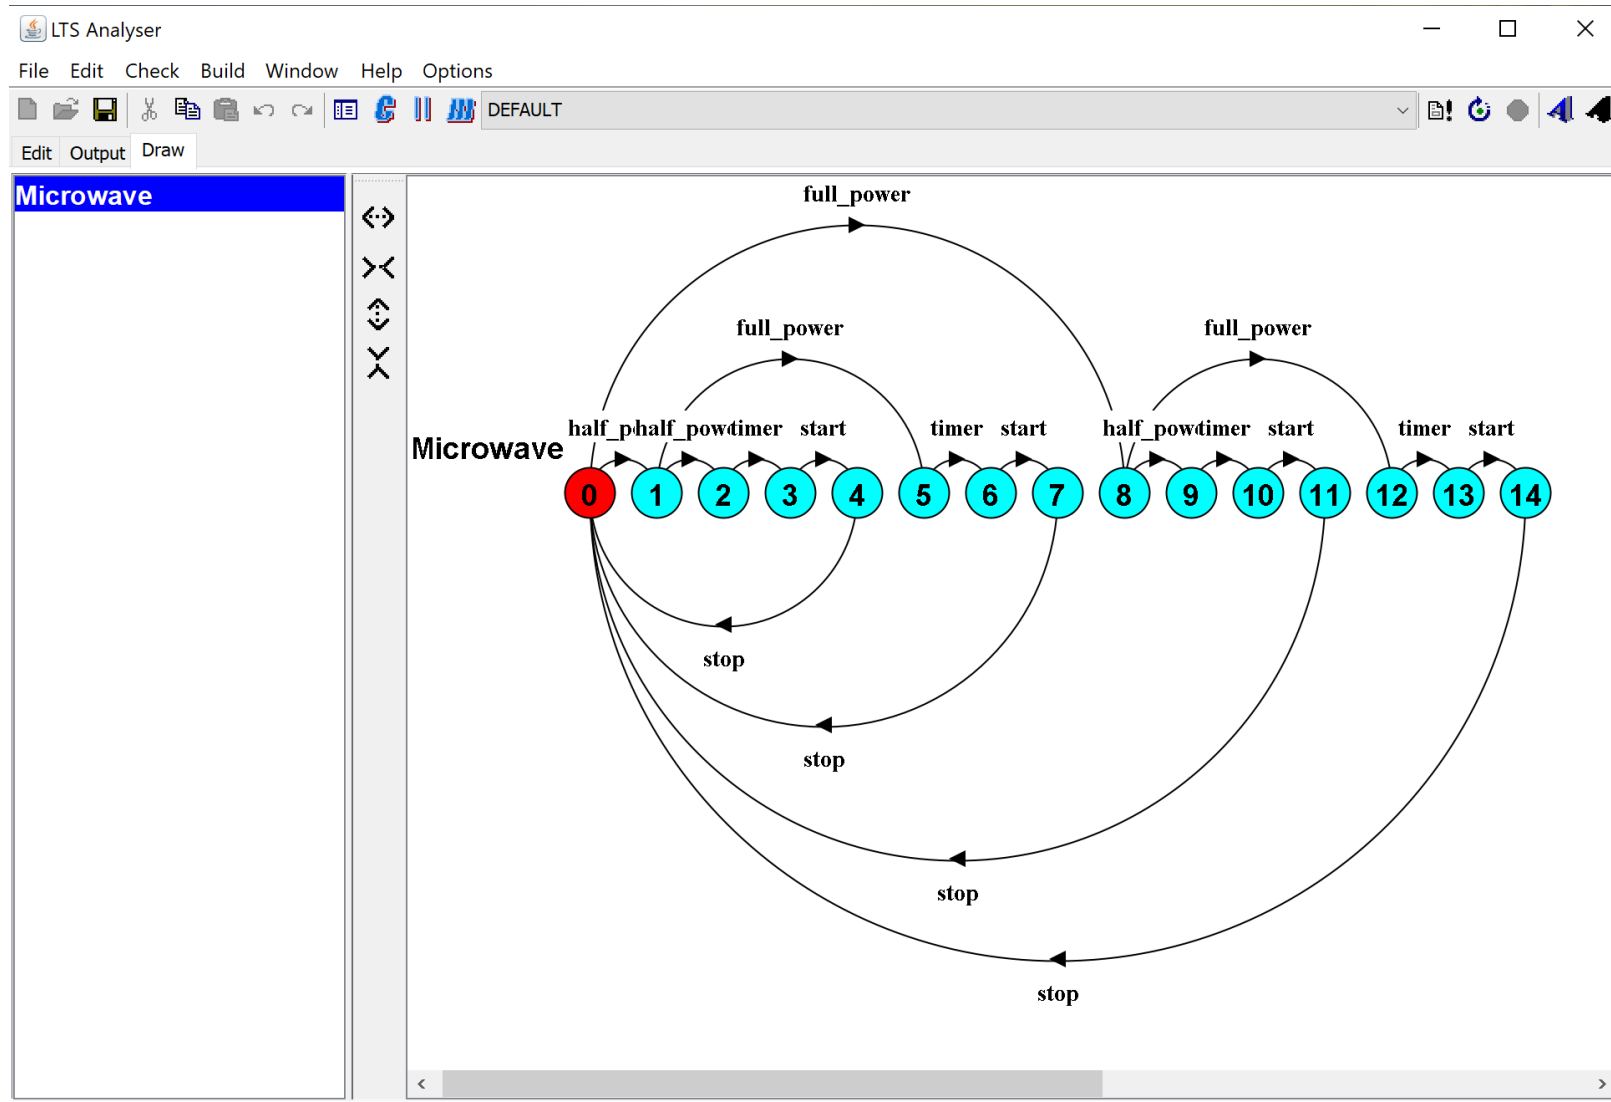 LTS Analyser
File Edit Check Build Window Help Options
DEFAULT
Edit Output Draw
Microwave
full_power
full_power full_power
half_p half_pow timer start timer start half_pow timer start timer start
Microwave
0 1 2 3 4 5 6 7 8 9 10 11 12 13 14
stop
stop
stop
stop